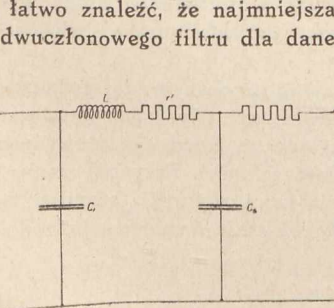 łatwo znaleźć, że najmniejsza
dwuczłonowego filtru dla dane
L r
C₁ C₂